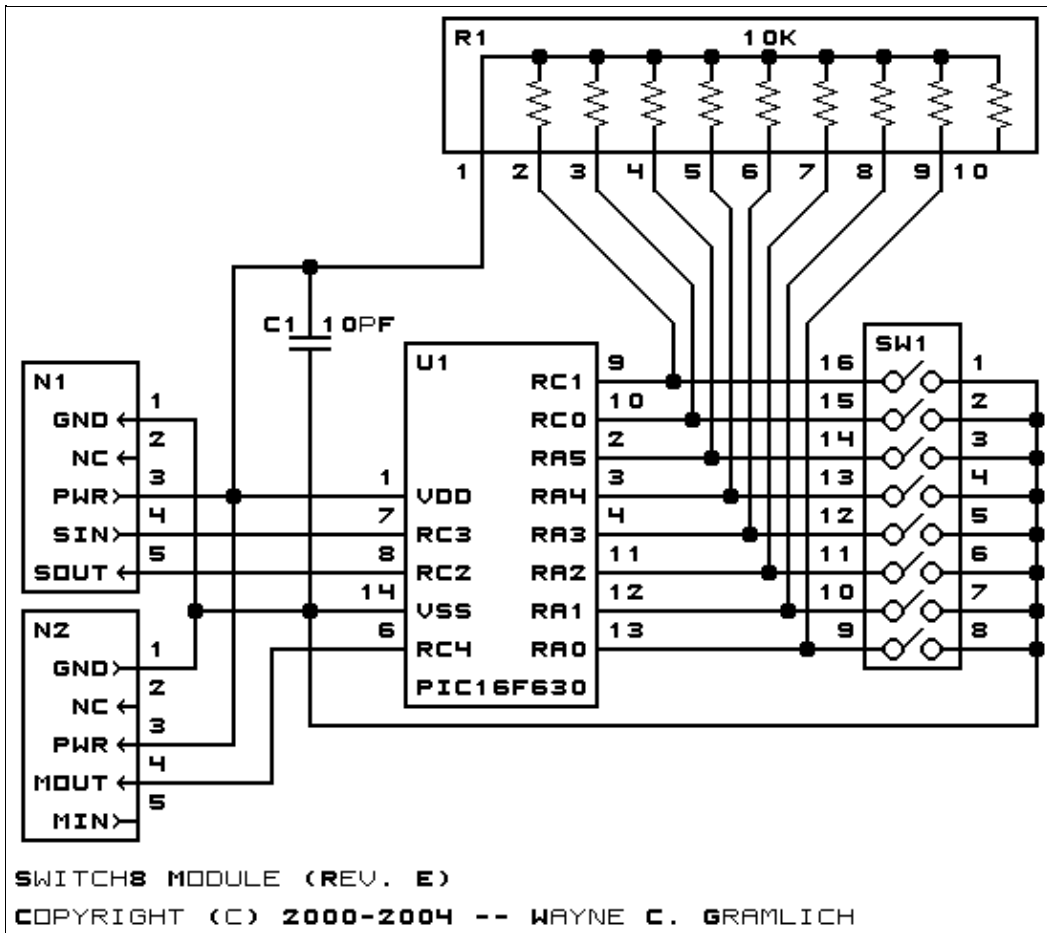 R1 10K
1 2 3 4 5 6 7 8 9 10
C1 10PF
N1
GND 1
NC 2
PWR 3
SIN 4
SOUT 5
N2
GND 1
NC 2
PWR 3
MOUT 4
MIN 5
U1
1 VDD
7 RC3
8 RC2
14 VSS
6 RC4
RC1 9
RC0 10
RA5 2
RA4 3
RA3 4
RA2 11
RA1 12
RA0 13
PIC16F630
SW1
16 1
15 2
14 3
13 4
12 5
11 6
10 7
9 8
SWITCH8 MODULE (REV. E)
COPYRIGHT (C) 2000-2004 -- WAYNE C. GRAMLICH